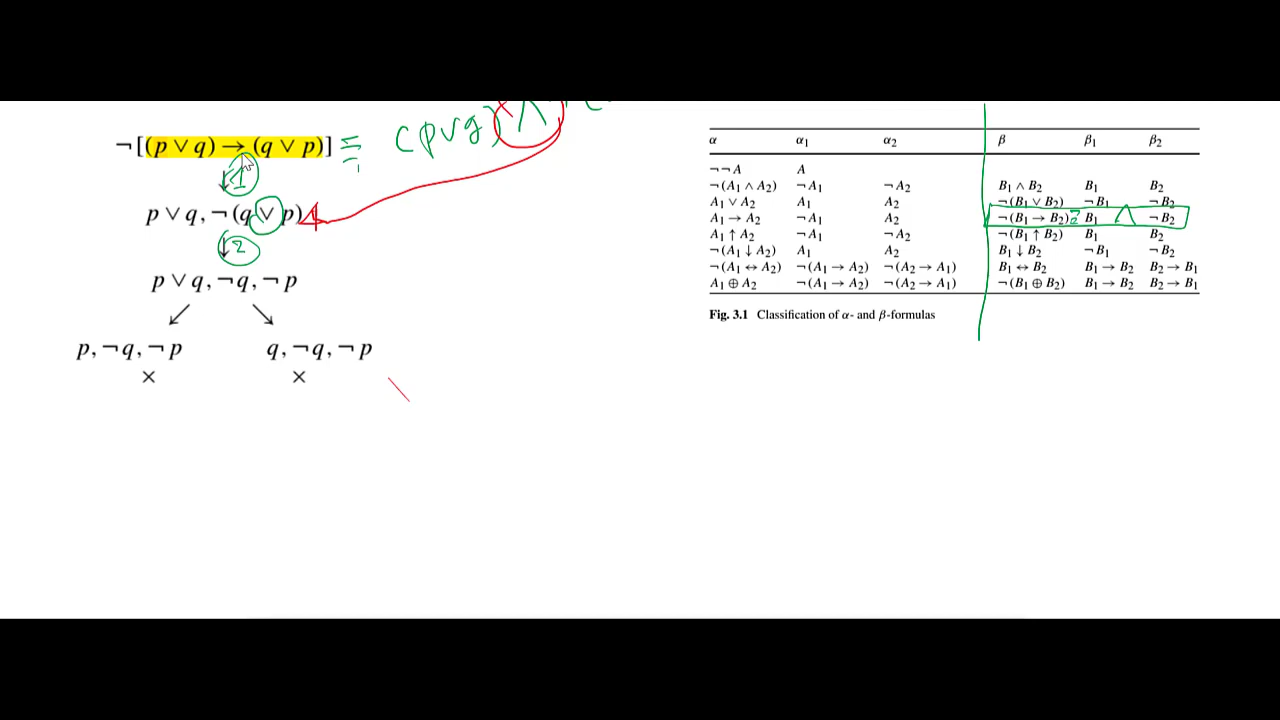 ¬[(p ∨ q) → (q ∨ p)] ≡ (p ∨ q) ∧
1
p ∨ q, ¬(q ∨ p)
2
p ∨ q, ¬q, ¬p
↙ ↘
p, ¬q, ¬p q, ¬q, ¬p
× ×
α α₁ α₂ β β₁ β₂
¬¬A A
¬(A₁ ∧ A₂) ¬A₁ ¬A₂ B₁ ∧ B₂ B₁ B₂
A₁ ∨ A₂ A₁ A₂ ¬(B₁ ∨ B₂) ¬B₁ ¬B₂
A₁ → A₂ ¬A₁ A₂ ¬(B₁ → B₂) B₁ ∧ ¬B₂
A₁ ↑ A₂ ¬A₁ ¬A₂ ¬(B₁ ↑ B₂) B₁ B₂
¬(A₁ ↓ A₂) A₁ A₂ B₁ ↓ B₂ ¬B₁ ¬B₂
¬(A₁ ↔ A₂) ¬(A₁ → A₂) ¬(A₂ → A₁) B₁ ↔ B₂ B₁ → B₂ B₂ → B₁
A₁ ⊕ A₂ ¬(A₁ → A₂) ¬(A₂ → A₁) ¬(B₁ ⊕ B₂) B₁ → B₂ B₂ → B₁
Fig. 3.1 Classification of α- and β-formulas